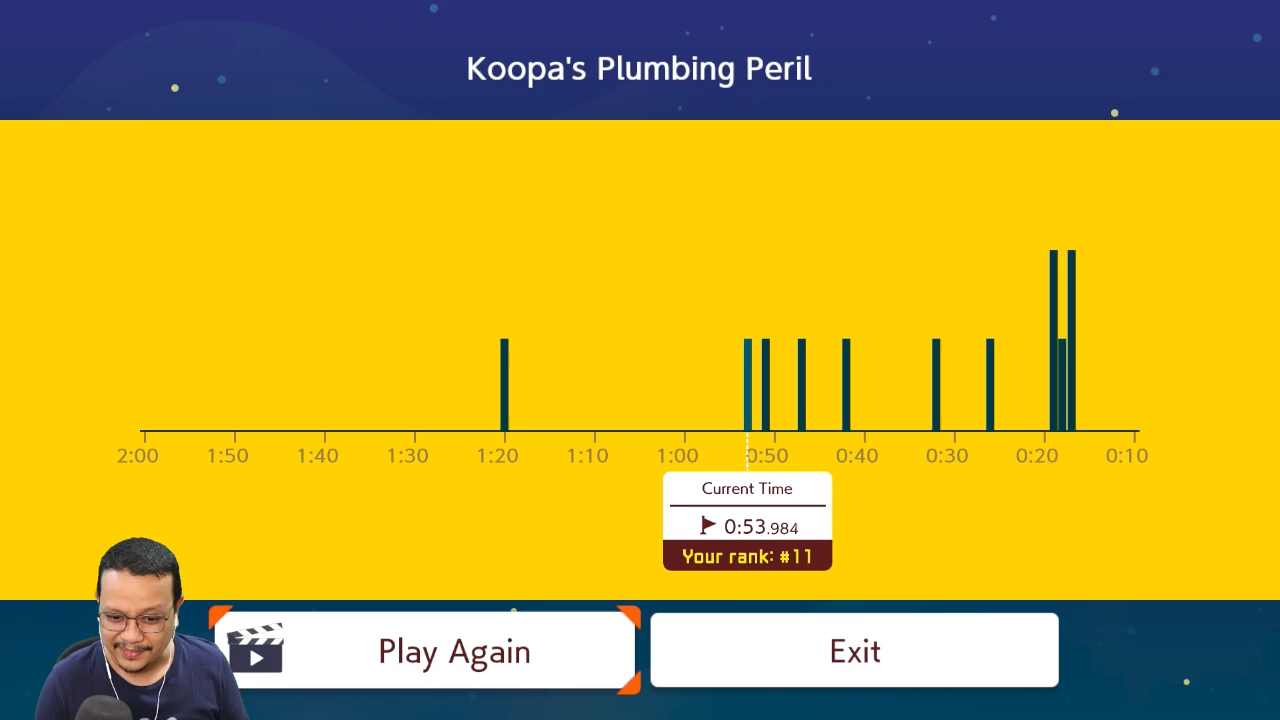 Koopa's Plumbing Peril
2:00 1:50 1:40 1:30 1:20 1:10 1:00 0:50 0:40 0:30 0:20 0:10
Current Time
0:53.984
Your rank: #11
Play Again
Exit